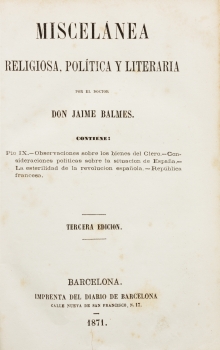 MISCELÁNEA
RELIGIOSA, POLÍTICA Y LITERARIA
POR EL DOCTOR
DON JAIME BALMES.
CONTIENE:
Pio IX.—Observaciones sobre los bienes del Clero.—Con-
sideraciones políticas sobre la situacion de España.—
La esterilidad de la revolucion española.—República
francesa.
TERCERA EDICION.
BARCELONA.
IMPRENTA DEL DIARIO DE BARCELONA
CALLE NUEVA DE SAN FRANCISCO, N. 17.
1871.